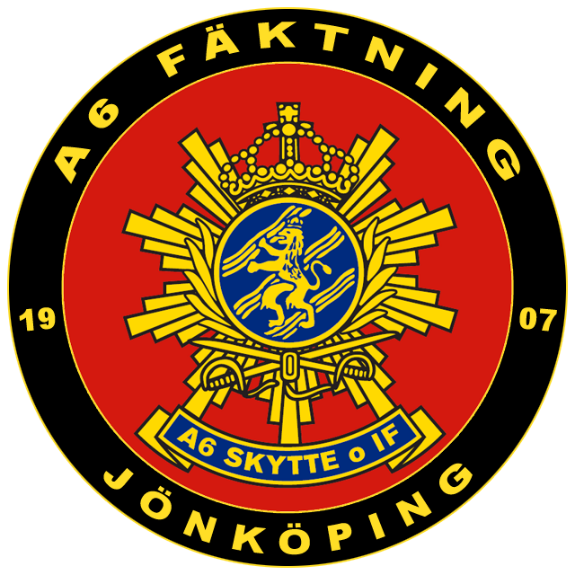 A6 FÄKTNING
19 07
A6 SKYTTE o IF
JÖNKÖPING